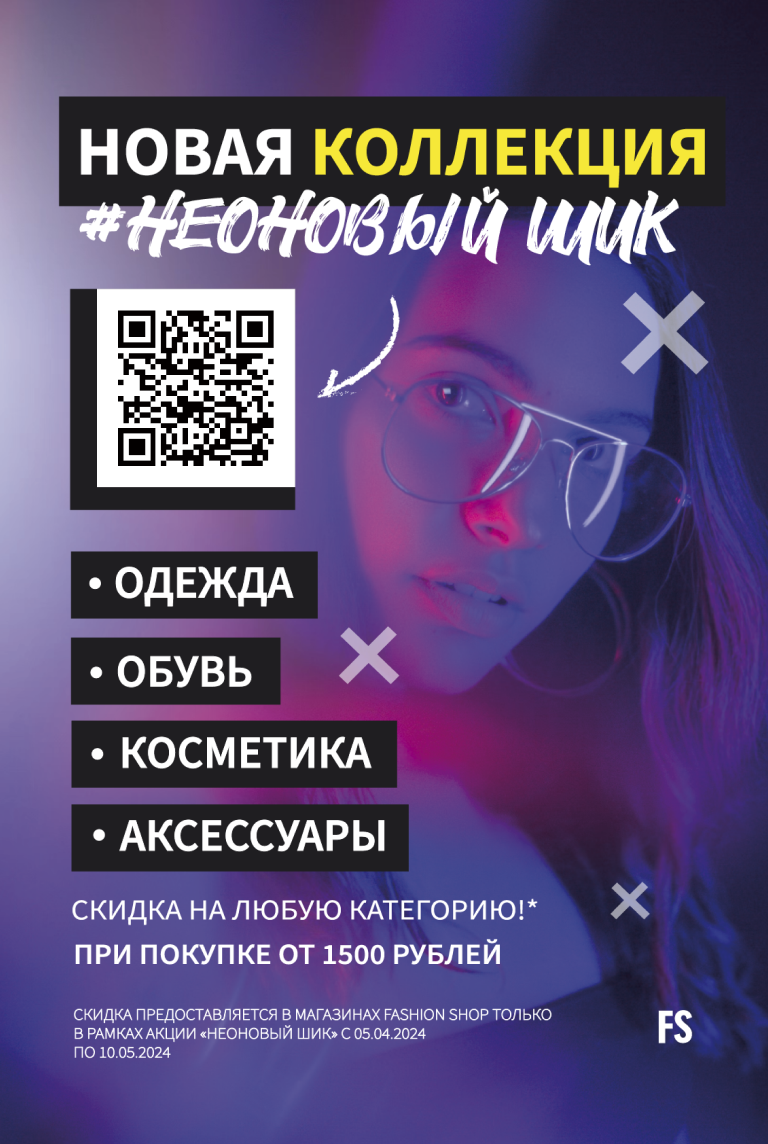 НОВАЯ КОЛЛЕКЦИЯ
#НЕОНОВЫЙ ШИК
• ОДЕЖДА
• ОБУВЬ
• КОСМЕТИКА
• АКСЕССУАРЫ
СКИДКА НА ЛЮБУЮ КАТЕГОРИЮ!*
ПРИ ПОКУПКЕ ОТ 1500 РУБЛЕЙ
СКИДКА ПРЕДОСТАВЛЯЕТСЯ В МАГАЗИНАХ FASHION SHOP ТОЛЬКО
В РАМКАХ АКЦИИ «НЕОНОВЫЙ ШИК» С 05.04.2024
ПО 10.05.2024
FS